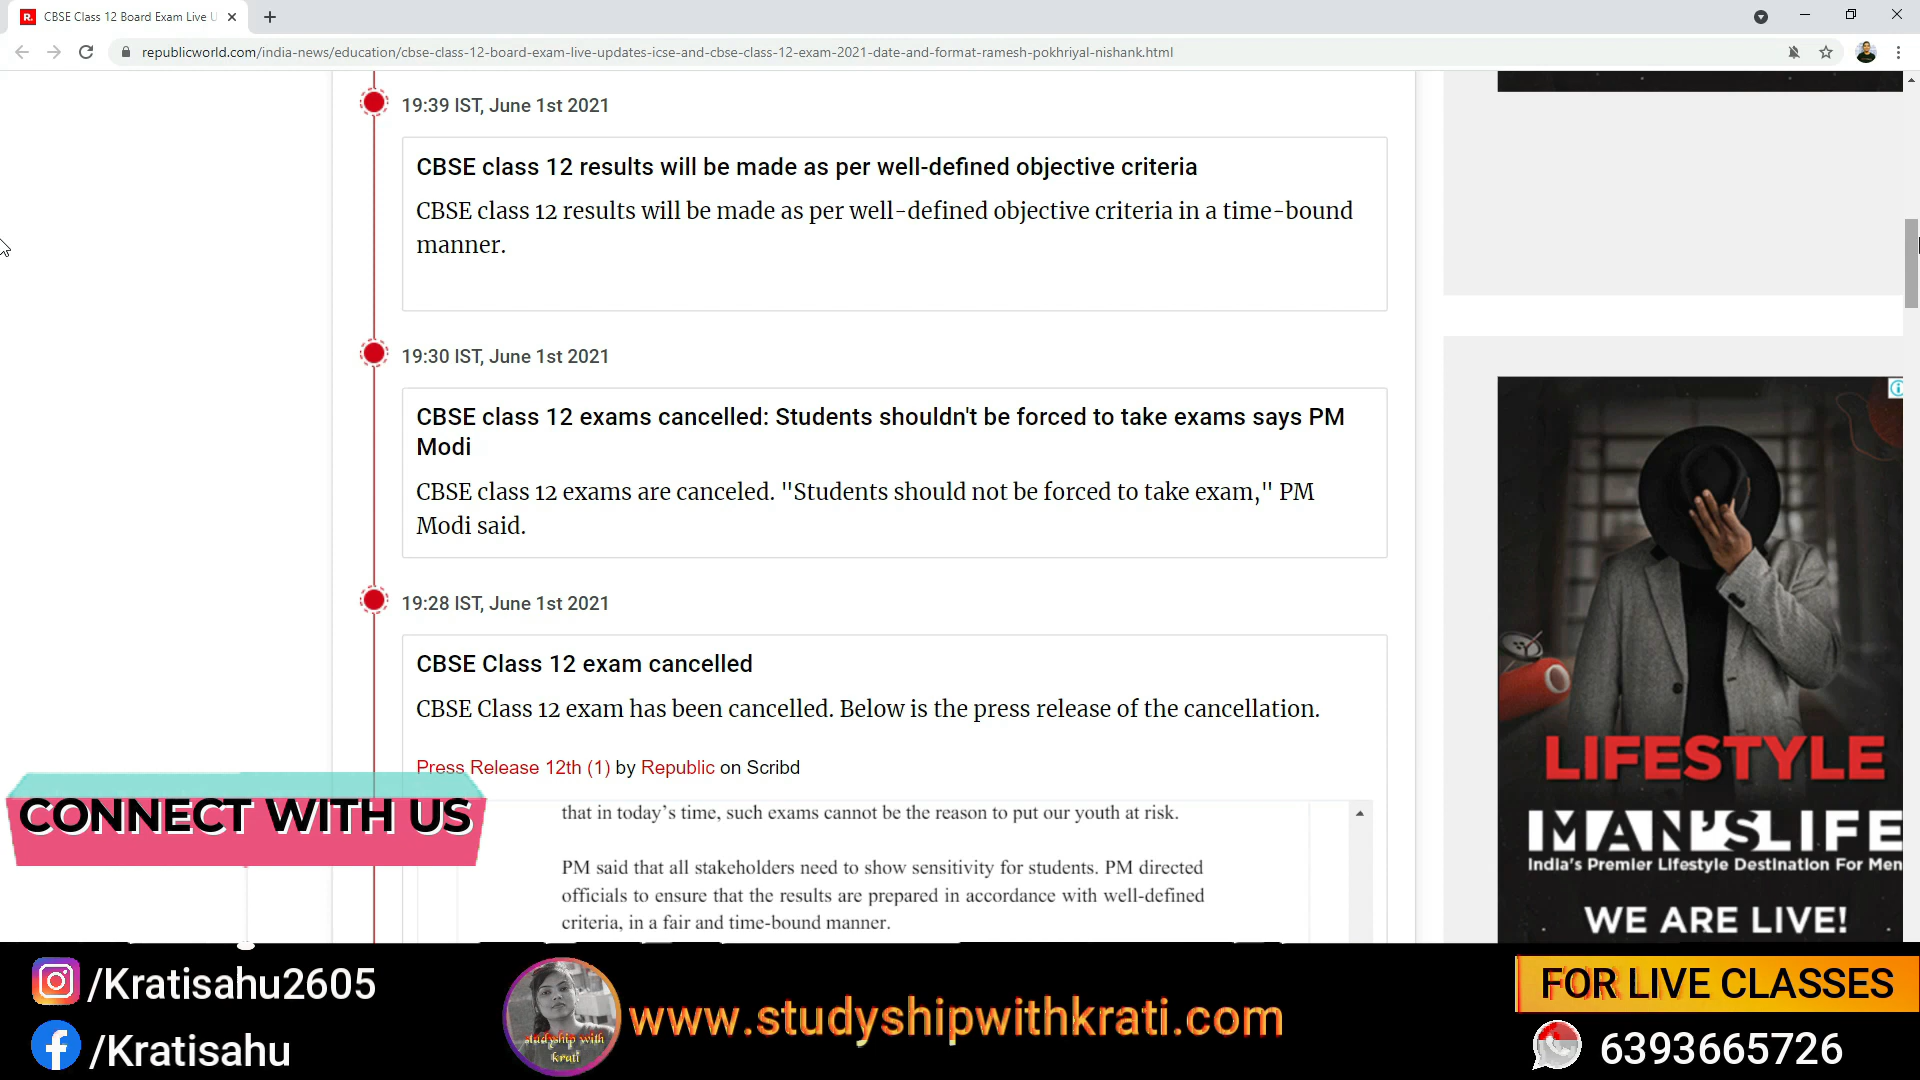 CBSE Class 12 Board Exam Live U
republicworld.com/india-news/education/cbse-class-12-board-exam-live-updates-icse-and-cbse-class-12-exam-2021-date-and-format-ramesh-pokhriyal-nishank.html
19:39 IST, June 1st 2021
CBSE class 12 results will be made as per well-defined objective criteria
CBSE class 12 results will be made as per well-defined objective criteria in a time-bound
manner.
19:30 IST, June 1st 2021
CBSE class 12 exams cancelled: Students shouldn't be forced to take exams says PM
Modi
CBSE class 12 exams are canceled. "Students should not be forced to take exam," PM
Modi said.
19:28 IST, June 1st 2021
CBSE Class 12 exam cancelled
CBSE Class 12 exam has been cancelled. Below is the press release of the cancellation.
Press Release 12th (1) by Republic on Scribd
that in today's time, such exams cannot be the reason to put our youth at risk.
PM said that all stakeholders need to show sensitivity for students. PM directed
officials to ensure that the results are prepared in accordance with well-defined
criteria, in a fair and time-bound manner.
LIFESTYLE
MAN'S LIFE
India's Premier Lifestyle Destination For Men
WE ARE LIVE!
CONNECT WITH US
/Kratisahu2605
/Kratisahu
studyship with
krati
www.studyshipwithkrati.com
FOR LIVE CLASSES
6393665726